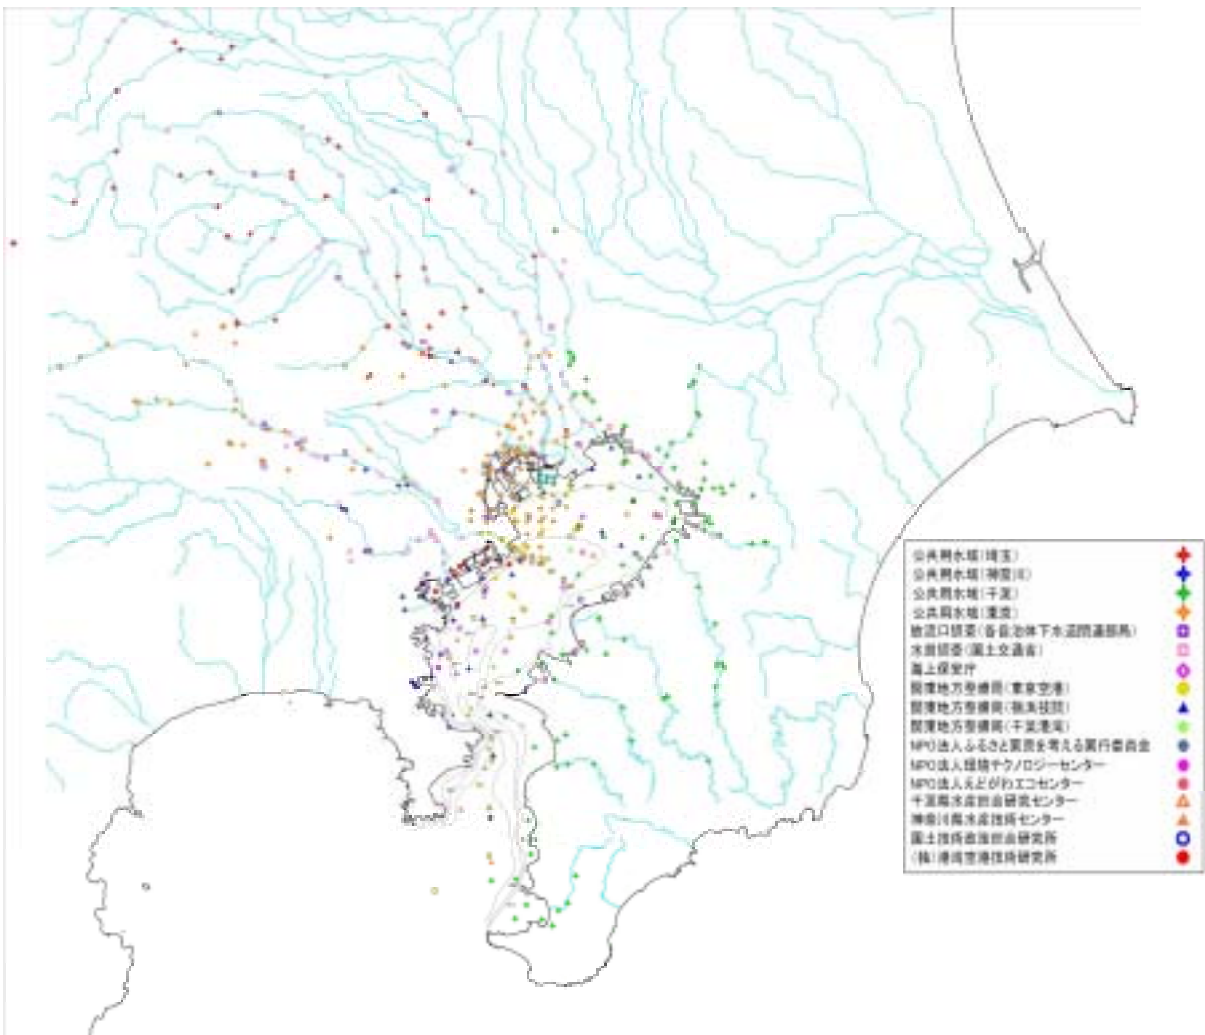 公共用水域(埼玉)
公共用水域(神奈川)
公共用水域(千葉)
公共用水域(東京)
放流口調査(各自治体下水道関連部局)
水質調査(国土交通省)
海上保安庁
関東地方整備局(東京空港)
関東地方整備局(横浜技調)
関東地方整備局(千葉港湾)
NPO法人ふるさと東京を考える実行委員会
NPO法人環境テクノロジーセンター
NPO法人えどがわエコセンター
千葉県水産総合研究センター
神奈川県水産技術センター
国土技術政策総合研究所
(独)港湾空港技術研究所